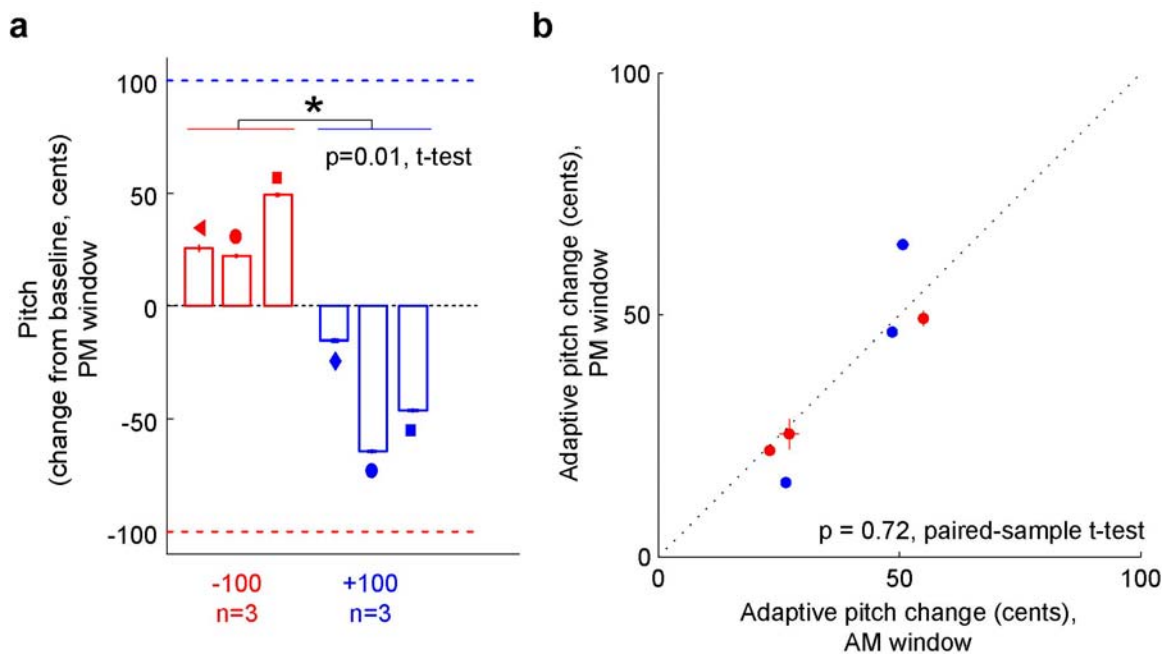 a
Pitch
(change from baseline, cents)
PM window
100
50
0
-50
-100
*
p=0.01, t-test
-100
n=3
+100
n=3
b
Adaptive pitch change (cents),
PM window
100
50
0
p = 0.72, paired-sample t-test
0 50 100
Adaptive pitch change (cents),
AM window